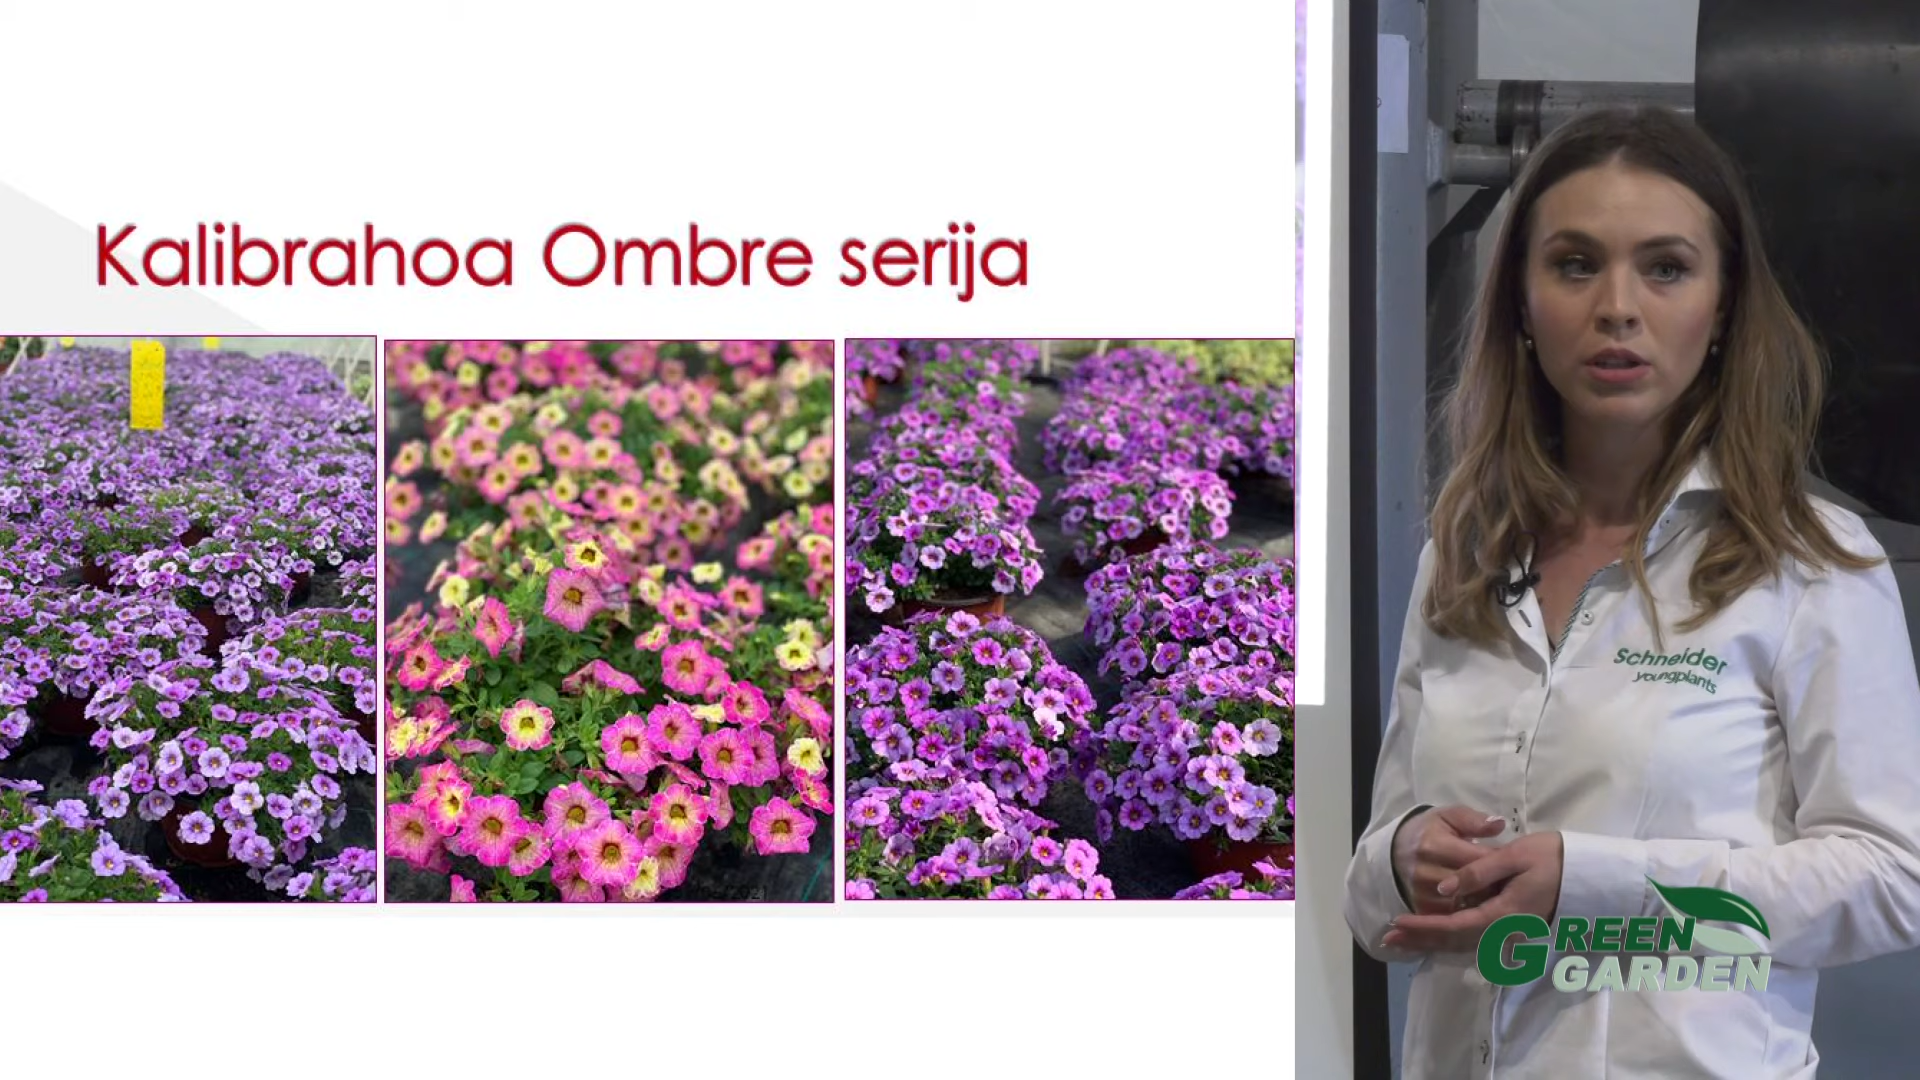 Kalibrahoa Ombre serija
Schneider
youngplants
GREEN
GARDEN